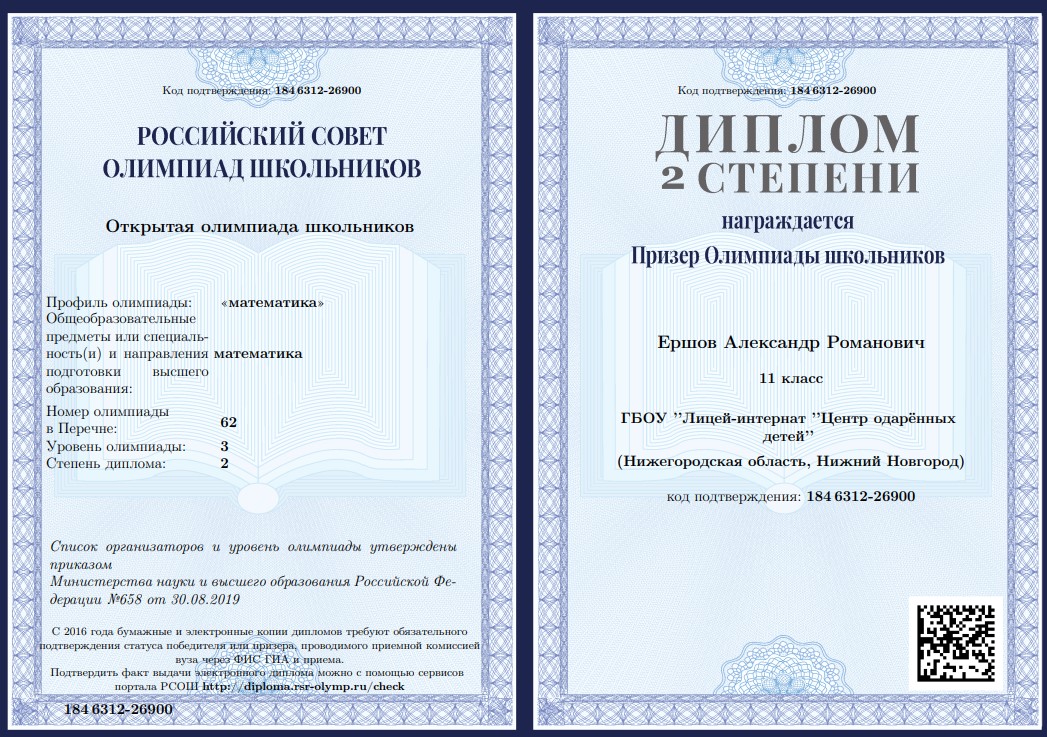 Код подтверждения: 184 6312-26900
РОССИЙСКИЙ СОВЕТ
ОЛИМПИАД ШКОЛЬНИКОВ
Открытая олимпиада школьников
Профиль олимпиады: «математика»
Общеобразовательные
предметы или специаль-
ность(и) и направления математика
подготовки высшего
образования:
Номер олимпиады
в Перечне: 62
Уровень олимпиады: 3
Степень диплома: 2
Список организаторов и уровень олимпиады утверждены
приказом
Министерства науки и высшего образования Российской Фе-
дерации №658 от 30.08.2019
С 2016 года бумажные и электронные копии дипломов требуют обязательного
подтверждения статуса победителя или призера, проводимого приемной комиссией
вуза через ФИС ГИА и приема.
Подтвердить факт выдачи электронного диплома можно с помощью сервисов
портала РСОШ http://diploma.rsr-olymp.ru/check
184 6312-26900
Код подтверждения: 184 6312-26900
ДИПЛОМ
2 СТЕПЕНИ
награждается
Призер Олимпиады школьников
Ершов Александр Романович
11 класс
ГБОУ ’’Лицей-интернат ’’Центр одарённых
детей’’
(Нижегородская область, Нижний Новгород)
код подтверждения: 184 6312-26900